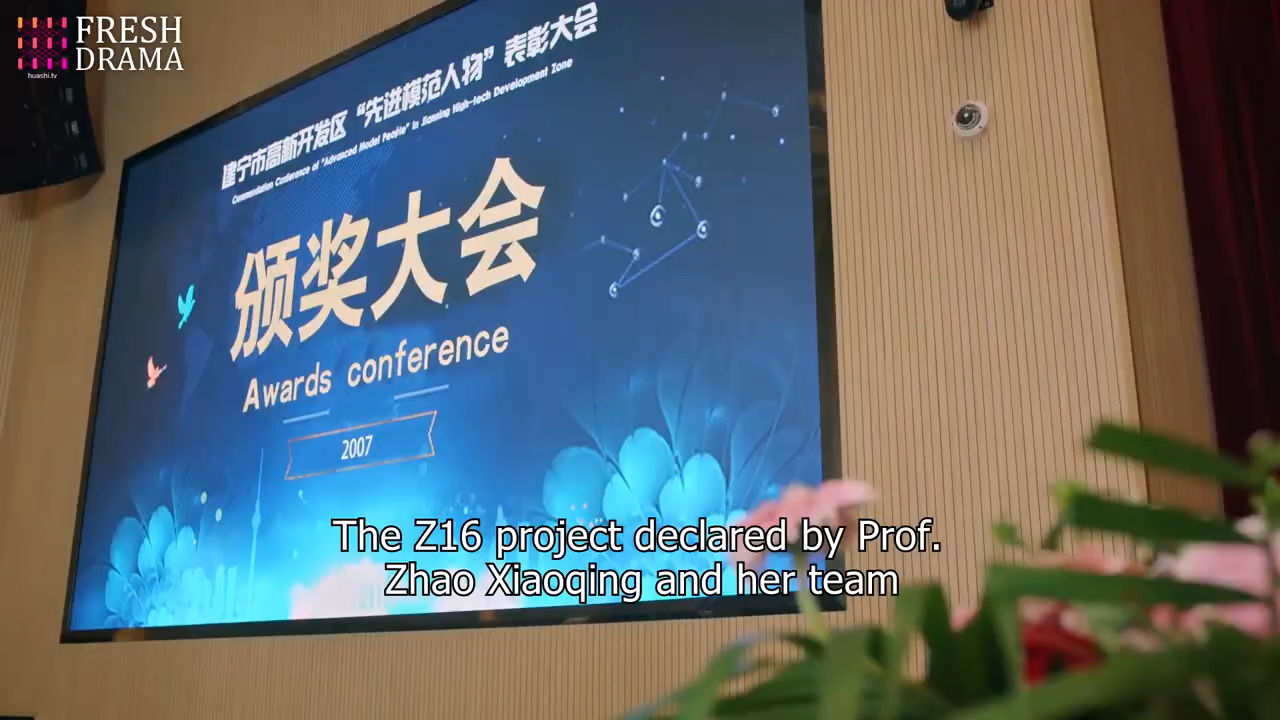 FRESH
DRAMA
huashi.tv
建宁市高新开发区“先进模范人物”表彰大会
Commendation Conference of "Advanced Model People" in Jianning High-tech Development Zone
颁奖大会
Awards conference
2007
The Z16 project declared by Prof.
Zhao Xiaoqing and her team